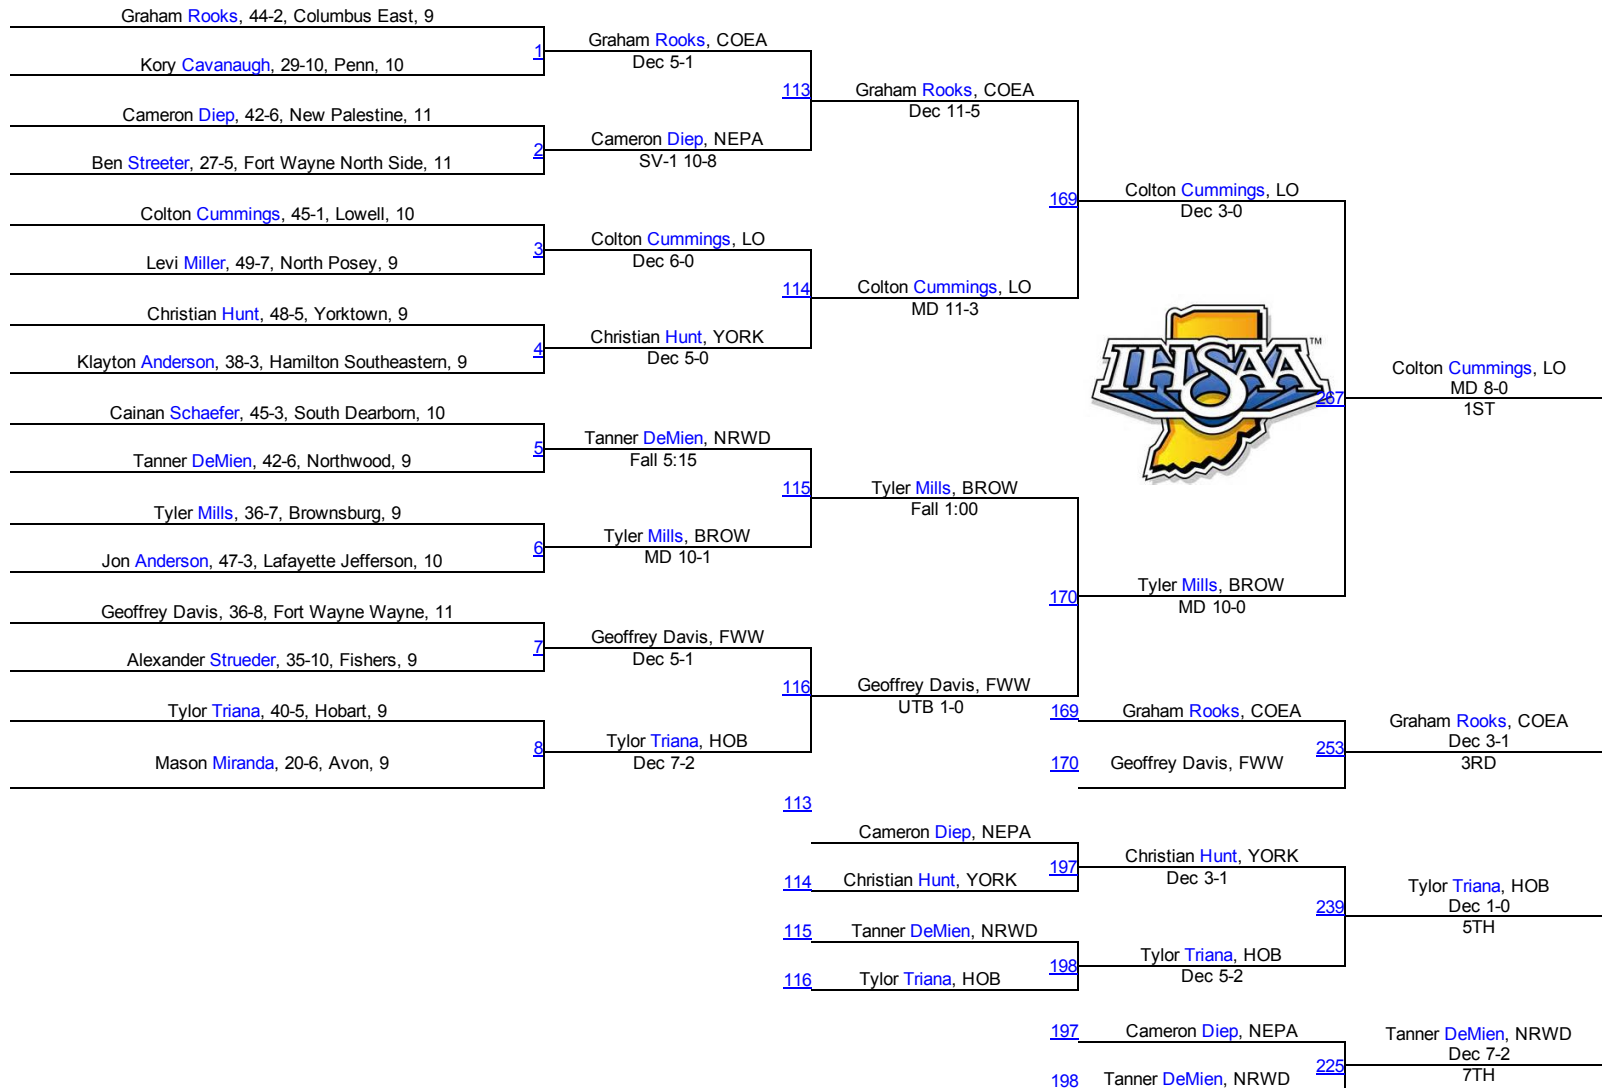 Graham Rooks, 44-2, Columbus East, 9
1
Kory Cavanaugh, 29-10, Penn, 10
Graham Rooks, COEA
Dec 5-1
113
Cameron Diep, 42-6, New Palestine, 11
2
Ben Streeter, 27-5, Fort Wayne North Side, 11
Cameron Diep, NEPA
SV-1 10-8
Graham Rooks, COEA
Dec 11-5
169
Colton Cummings, 45-1, Lowell, 10
3
Levi Miller, 49-7, North Posey, 9
Colton Cummings, LO
Dec 6-0
114
Christian Hunt, 48-5, Yorktown, 9
4
Klayton Anderson, 38-3, Hamilton Southeastern, 9
Christian Hunt, YORK
Dec 5-0
Colton Cummings, LO
MD 11-3
Colton Cummings, LO
Dec 3-0
IHSAA™
267
Colton Cummings, LO
MD 8-0
1ST
Cainan Schaefer, 45-3, South Dearborn, 10
5
Tanner DeMien, 42-6, Northwood, 9
Tanner DeMien, NRWD
Fall 5:15
115
Tyler Mills, 36-7, Brownsburg, 9
6
Jon Anderson, 47-3, Lafayette Jefferson, 10
Tyler Mills, BROW
MD 10-1
Tyler Mills, BROW
Fall 1:00
170
Tyler Mills, BROW
MD 10-0
Geoffrey Davis, 36-8, Fort Wayne Wayne, 11
7
Alexander Strueder, 35-10, Fishers, 9
Geoffrey Davis, FWW
Dec 5-1
116
Tylor Triana, 40-5, Hobart, 9
8
Mason Miranda, 20-6, Avon, 9
Tylor Triana, HOB
Dec 7-2
Geoffrey Davis, FWW
UTB 1-0
169
Graham Rooks, COEA
170
Geoffrey Davis, FWW
253
Graham Rooks, COEA
Dec 3-1
3RD
113
Cameron Diep, NEPA
114
Christian Hunt, YORK
197
Christian Hunt, YORK
Dec 3-1
115
Tanner DeMien, NRWD
116
Tylor Triana, HOB
198
Tylor Triana, HOB
Dec 5-2
239
Tylor Triana, HOB
Dec 1-0
5TH
197
Cameron Diep, NEPA
198
Tanner DeMien, NRWD
225
Tanner DeMien, NRWD
Dec 7-2
7TH